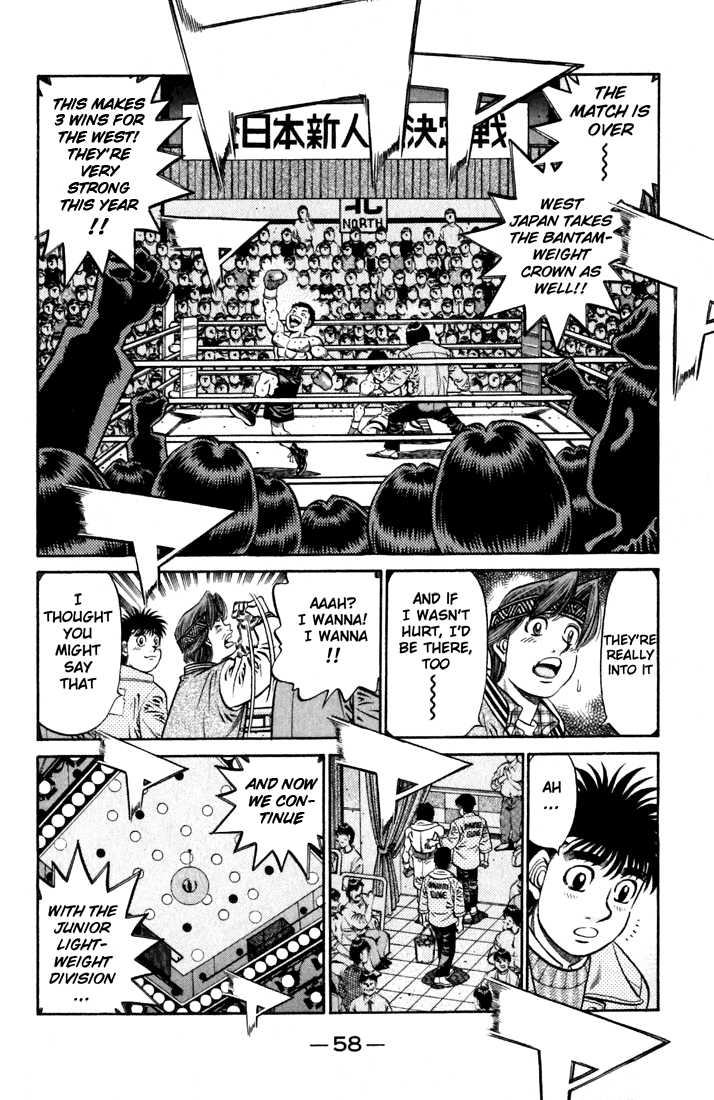 THE
MATCH IS
OVER
WEST
JAPAN TAKES
THE BANTAM-
WEIGHT
CROWN AS
WELL!!
THIS MAKES
3 WINS FOR
THE WEST!
THEY'RE
VERY
STRONG
THIS YEAR
!!
日本新人
決定戦
北
NORTH
THEY'RE
REALLY
INTO IT
AND IF
I WASN'T
HURT, I'D
BE THERE,
TOO
AAAH?
I WANNA!
I WANNA
!!
I
THOUGHT
YOU
MIGHT
SAY
THAT
AH
...
AND NOW
WE CON-
TINUE
WITH THE
JUNIOR
LIGHT-
WEIGHT
DIVISION
...
— 58 —